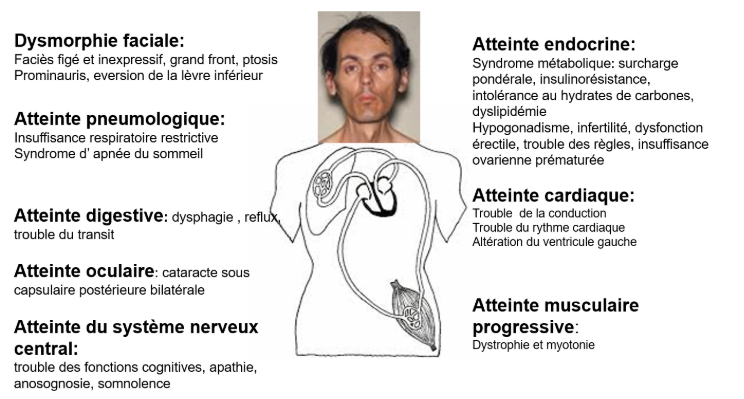 Dysmorphie faciale:
Faciès figé et inexpressif, grand front, ptosis
Prominauris, eversion de la lèvre inférieur
Atteinte pneumologique:
Insuffisance respiratoire restrictive
Syndrome d' apnée du sommeil
Atteinte digestive: dysphagie , reflux,
trouble du transit
Atteinte oculaire: cataracte sous
capsulaire postérieure bilatérale
Atteinte du système nerveux
central:
trouble des fonctions cognitives, apathie,
anosognosie, somnolence
Atteinte endocrine:
Syndrome métabolique: surcharge
pondérale, insulinorésistance,
intolérance au hydrates de carbones,
dyslipidémie
Hypogonadisme, infertilité, dysfonction
érectile, trouble des règles, insuffisance
ovarienne prématurée
Atteinte cardiaque:
Trouble de la conduction
Trouble du rythme cardiaque
Altération du ventricule gauche
Atteinte musculaire
progressive:
Dystrophie et myotonie